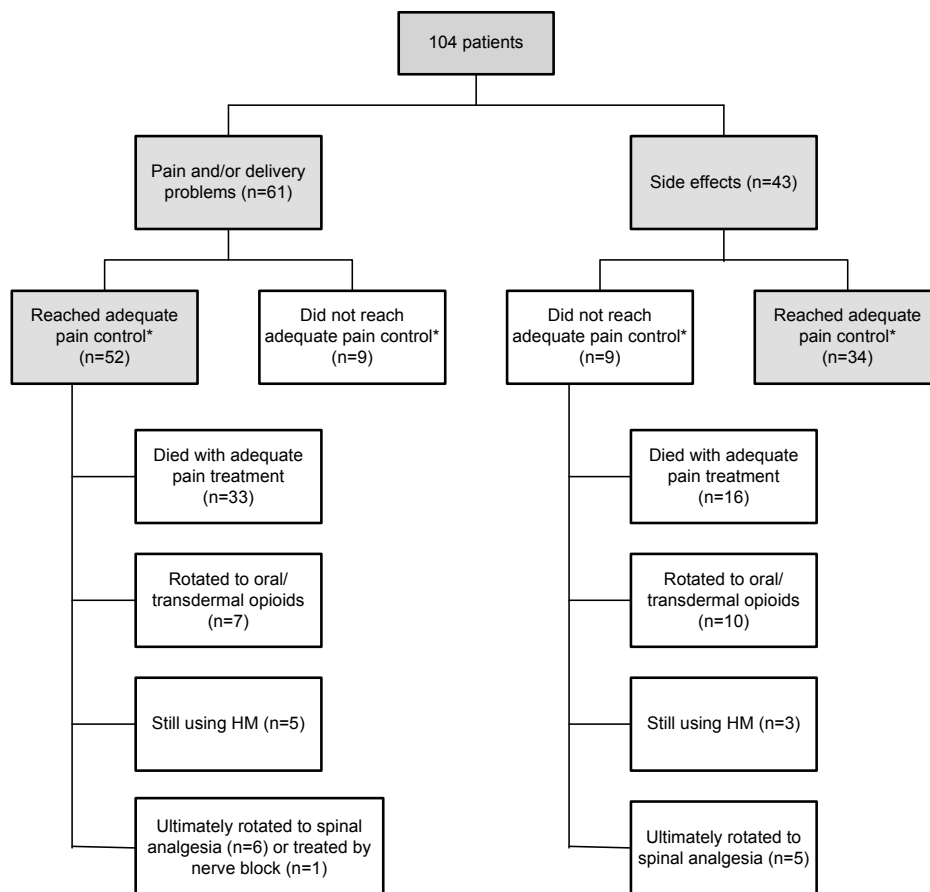 104 patients
Pain and/or delivery
problems (n=61)
Side effects (n=43)
Reached adequate
pain control*
(n=52)
Did not reach
adequate pain control*
(n=9)
Did not reach
adequate pain control*
(n=9)
Reached adequate
pain control*
(n=34)
Died with adequate
pain treatment
(n=33)
Died with adequate
pain treatment
(n=16)
Rotated to oral/
transdermal opioids
(n=7)
Rotated to oral/
transdermal opioids
(n=10)
Still using HM (n=5)
Still using HM (n=3)
Ultimately rotated to spinal
analgesia (n=6) or treated by
nerve block (n=1)
Ultimately rotated to
spinal analgesia (n=5)